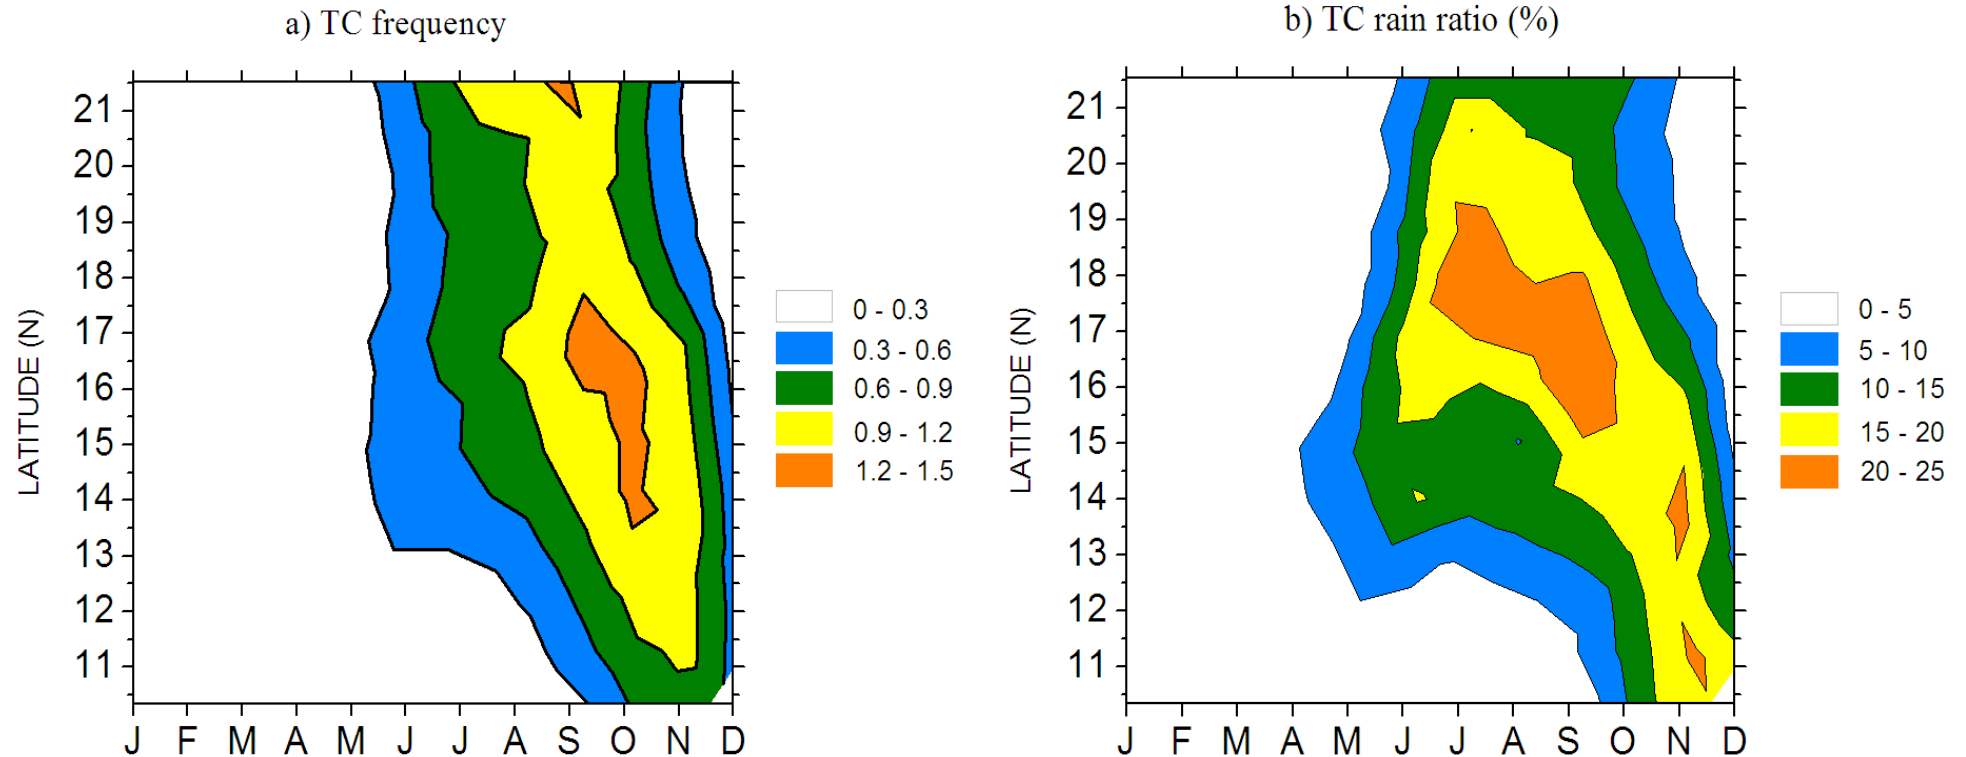 a) TC frequency
21
20
19
18
17
16
15
14
13
12
11
LATITUDE (N)
J F M A M J J A S O N D
0 - 0.3
0.3 - 0.6
0.6 - 0.9
0.9 - 1.2
1.2 - 1.5
b) TC rain ratio (%)
21
20
19
18
17
16
15
14
13
12
11
LATITUDE (N)
J F M A M J J A S O N D
0 - 5
5 - 10
10 - 15
15 - 20
20 - 25